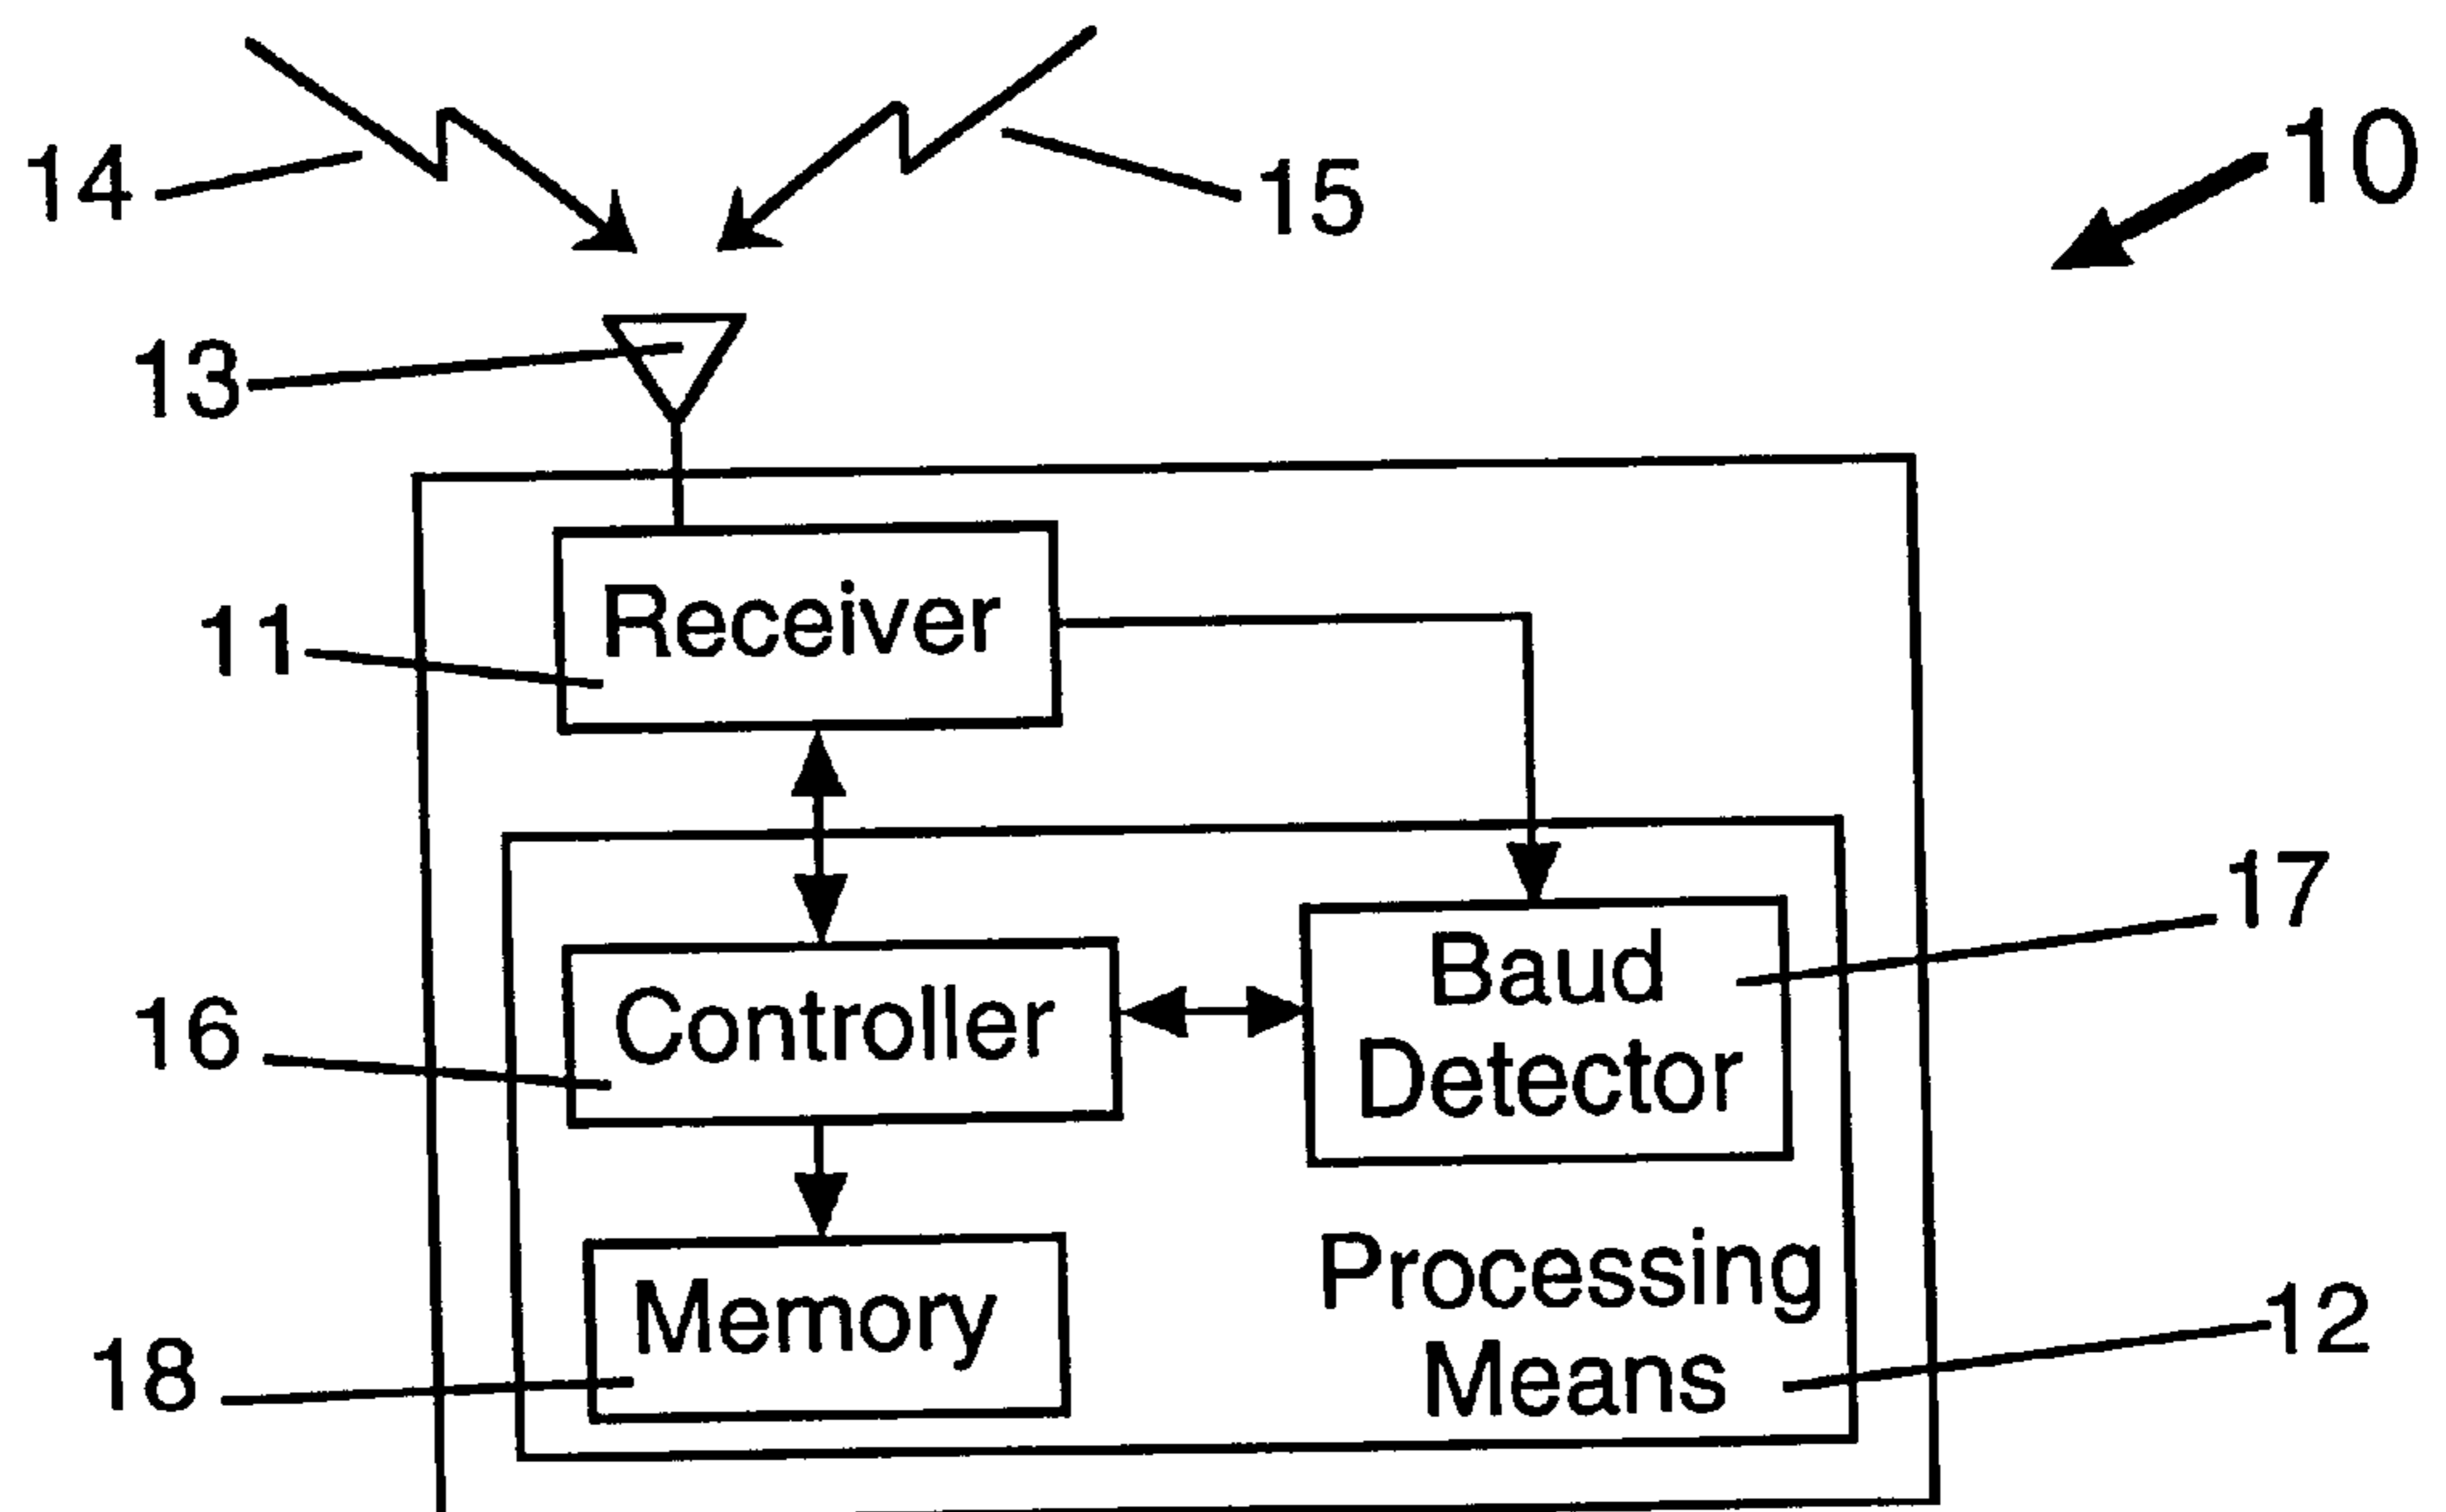 14
15
10
13
11
Receiver
17
16
Controller
Baud
Detector
18
Memory
Processing
Means
12